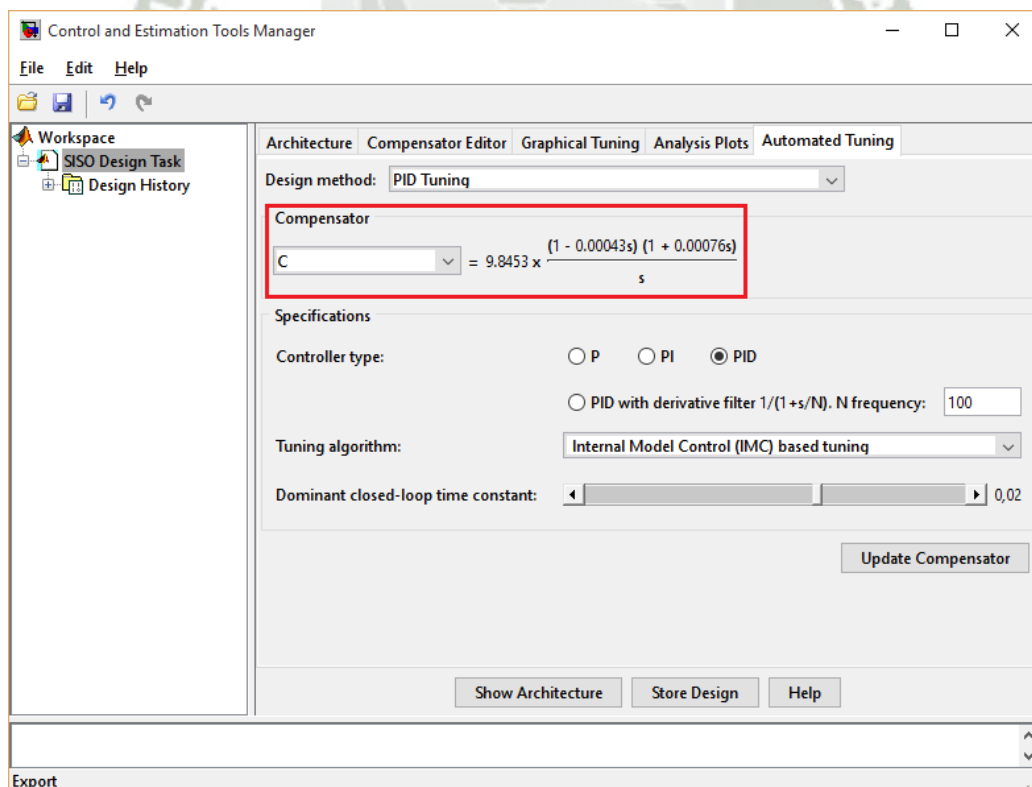 Control and Estimation Tools Manager
File Edit Help
Workspace
SISO Design Task
Design History
Architecture Compensator Editor Graphical Tuning Analysis Plots Automated Tuning
Design method: PID Tuning
Compensator
(1 - 0.00043s) (1 + 0.00076s)
C = 9.8453 x
s
Specifications
Controller type: P PI PID
PID with derivative filter 1/(1+s/N). N frequency: 100
Tuning algorithm: Internal Model Control (IMC) based tuning
Dominant closed-loop time constant: 0,02
Update Compensator
Show Architecture Store Design Help
Export